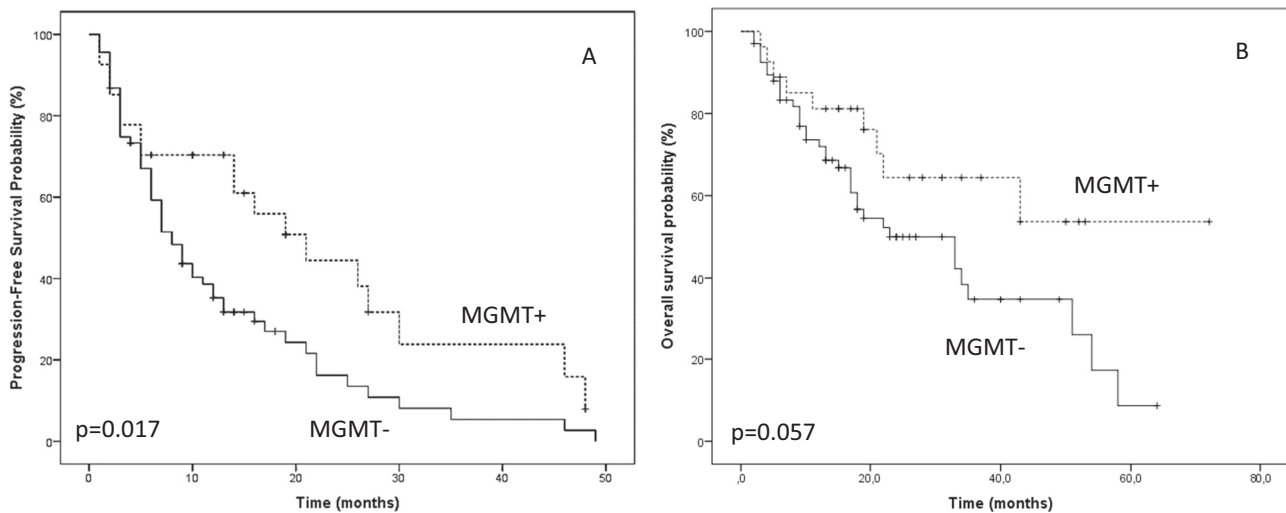 A
Progression-Free Survival Probability (%)
100
80
60
40
20
0
MGMT+
MGMT-
p=0.017
0 10 20 30 40 50
Time (months)
B
Overall survival probability (%)
100
80
60
40
20
0
MGMT+
MGMT-
p=0.057
,0 20,0 40,0 60,0 80,0
Time (months)